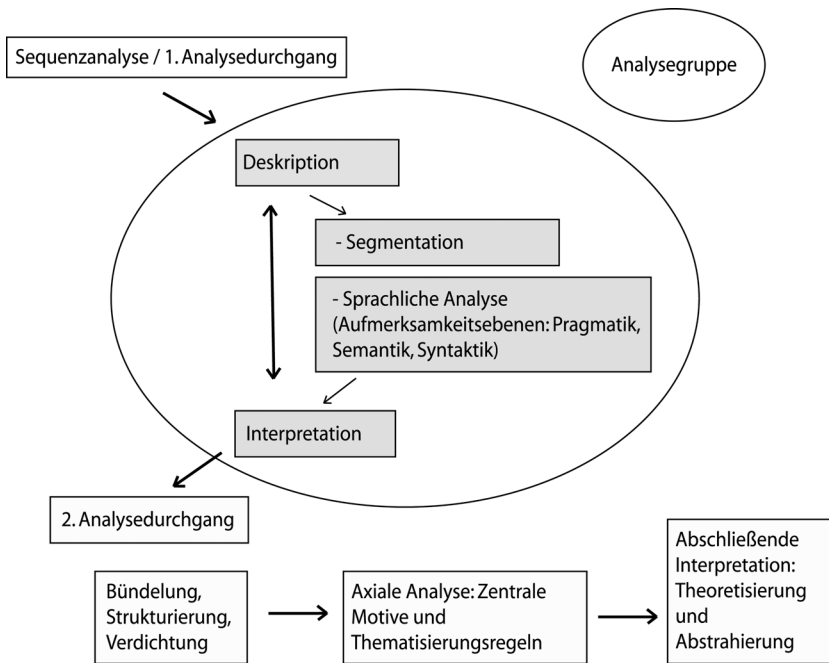 Sequenzanalyse / 1. Analysedurchgang
Analysegruppe
Deskription
- Segmentation
- Sprachliche Analyse
(Aufmerksamkeitsebenen: Pragmatik,
Semantik, Syntaktik)
Interpretation
2. Analysedurchgang
Bündelung,
Strukturierung,
Verdichtung
Axiale Analyse: Zentrale
Motive und
Thematisierungsregeln
Abschließende
Interpretation:
Theoretisierung
und
Abstrahierung